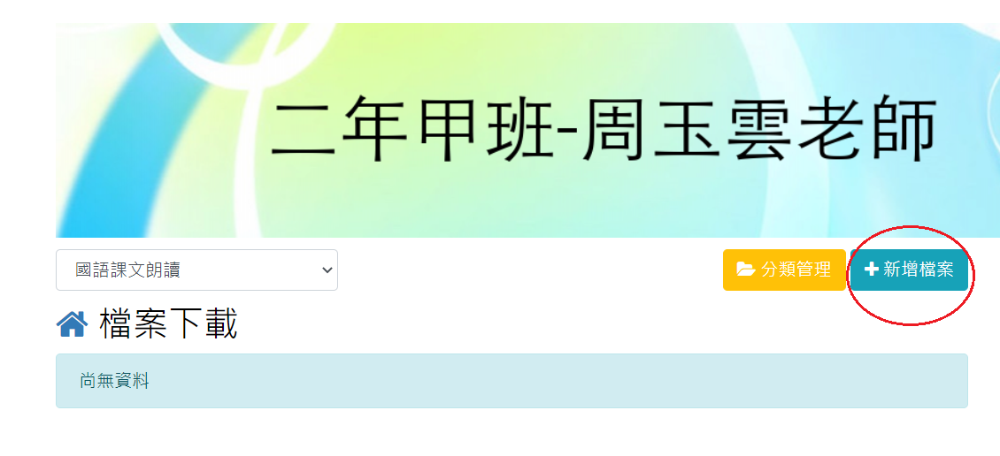 二年甲班-周玉雲老師
國語課文朗讀
分類管理
新增檔案
檔案下載
尚無資料